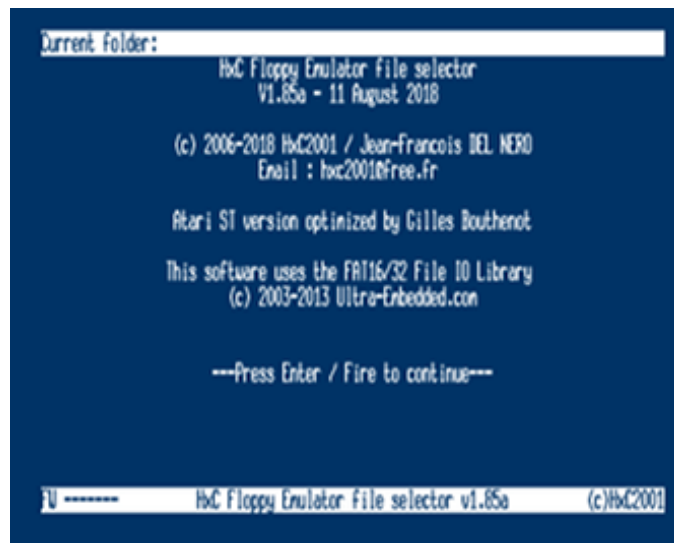 Current folder:
HxC Floppy Emulator file selector
V1.85a - 11 August 2018
(c) 2006-2018 HxC2001 / Jean-Francois DEL NERO
Email : hxc2001@free.fr
Atari ST version optimized by Gilles Bouthenot
This software uses the FAT16/32 File IO Library
(c) 2003-2013 Ultra-Embedded.com
---Press Enter / Fire to continue---
FW ------- HxC Floppy Emulator file selector v1.85a (c)HxC2001